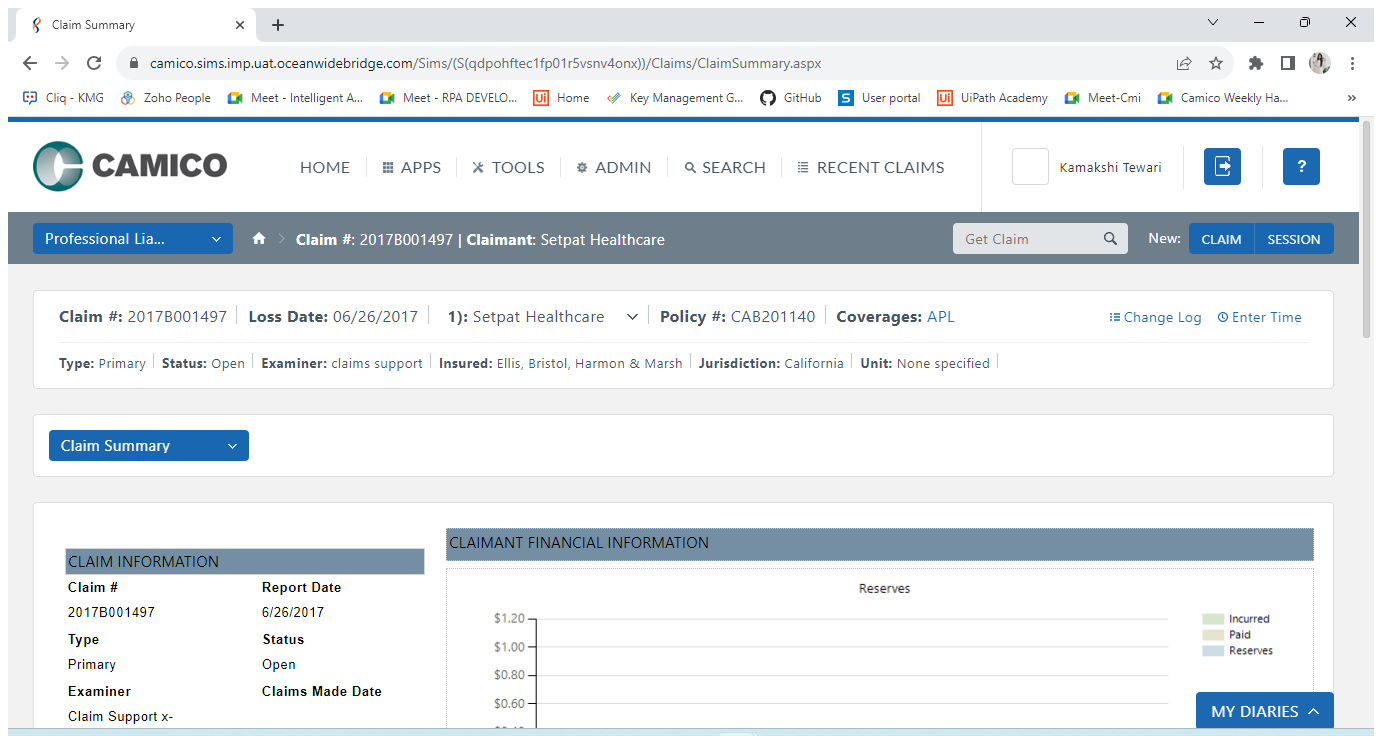 Claim Summary
camico.sims.imp.uat.oceanwidebridge.com/Sims/(S(qdpohftec1fp01r5vsnv4onx))/Claims/ClaimSummary.aspx
Cliq - KMG Zoho People Meet - Intelligent A... Meet - RPA DEVELO... Home Key Management G... GitHub User portal UiPath Academy Meet-Cmi Camico Weekly Ha... »
CAMICO HOME APPS TOOLS ADMIN SEARCH RECENT CLAIMS Kamakshi Tewari ?
Professional Lia... Claim #: 2017B001497 | Claimant: Setpat Healthcare Get Claim New: CLAIM SESSION
Claim #: 2017B001497 Loss Date: 06/26/2017 1): Setpat Healthcare Policy #: CAB201140 Coverages: APL Change Log Enter Time
Type: Primary Status: Open Examiner: claims support Insured: Ellis, Bristol, Harmon & Marsh Jurisdiction: California Unit: None specified
Claim Summary
CLAIM INFORMATION
Claim # Report Date
2017B001497 6/26/2017
Type Status
Primary Open
Examiner Claims Made Date
Claim Support x-
CLAIMANT FINANCIAL INFORMATION
Reserves
$1.20
$1.00
$0.80
$0.60
Incurred
Paid
Reserves
MY DIARIES